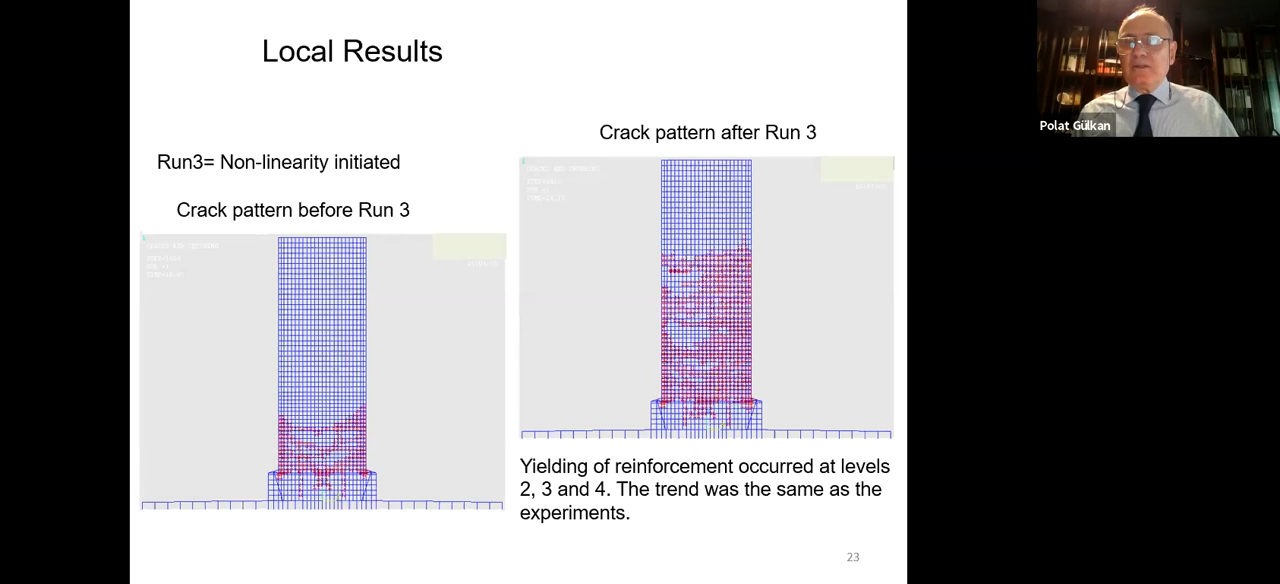 Local Results
Crack pattern after Run 3
Run3= Non-linearity initiated
Crack pattern before Run 3
Yielding of reinforcement occurred at levels
2, 3 and 4. The trend was the same as the
experiments.
23
Polat Gülkan